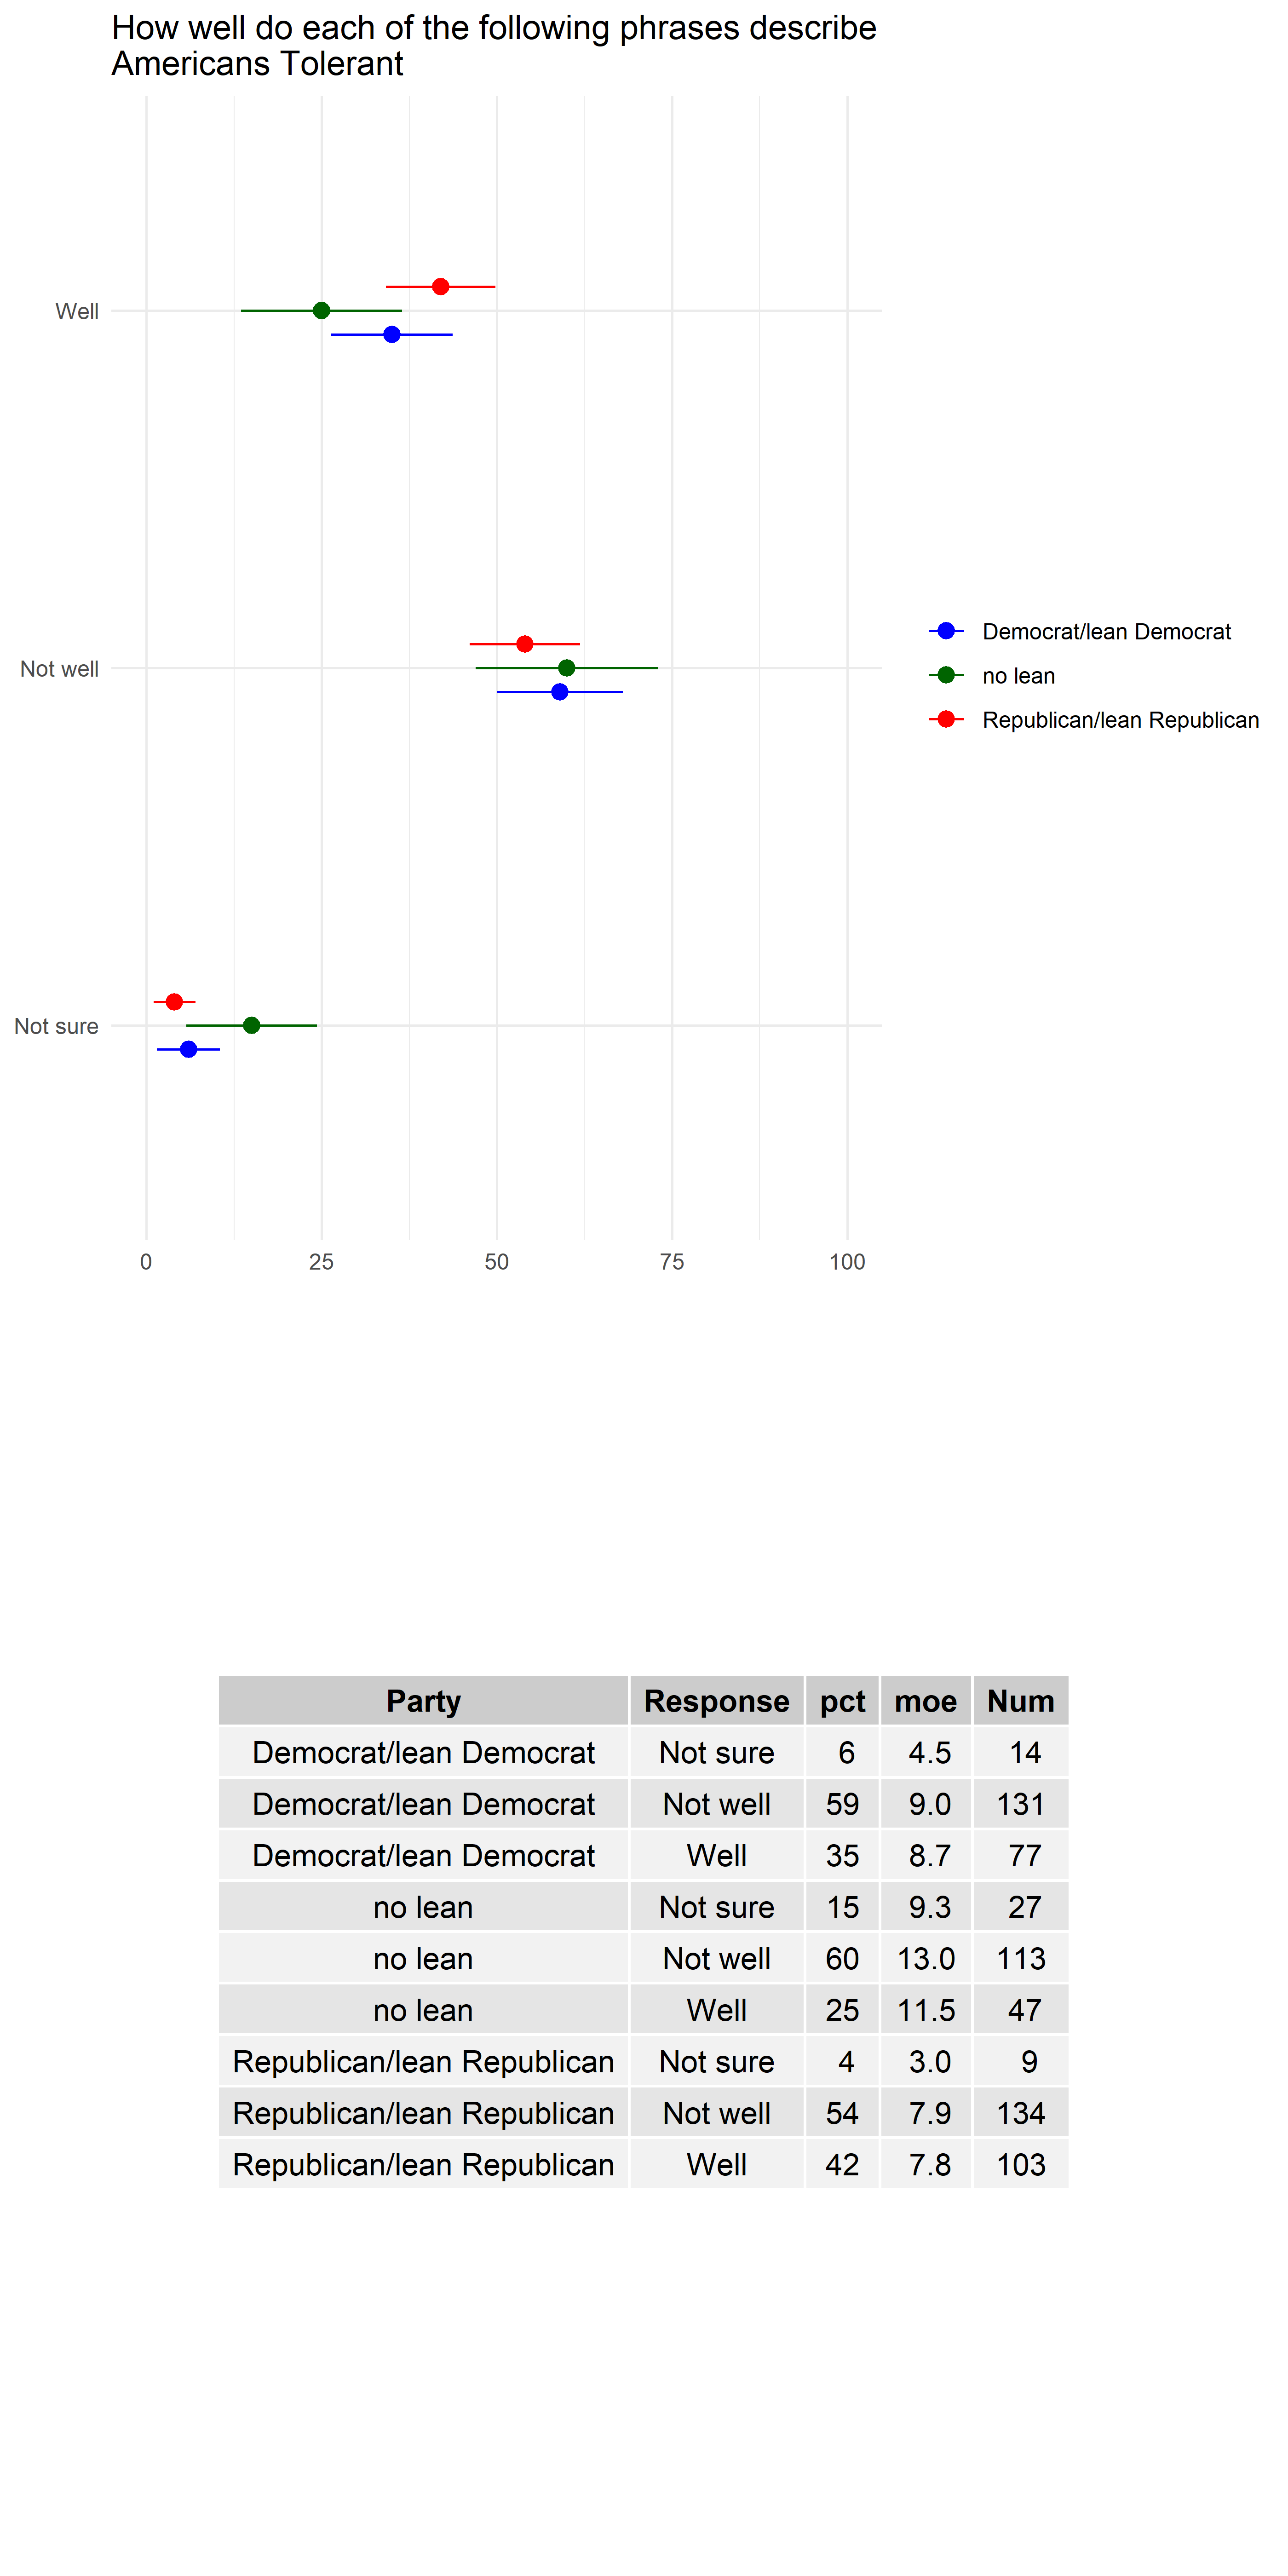 How well do each of the following phrases describe
Americans Tolerant
Well
Not well
Not sure
0 25 50 75 100
Democrat/lean Democrat
no lean
Republican/lean Republican
Party Response pct moe Num
Democrat/lean Democrat Not sure 6 4.5 14
Democrat/lean Democrat Not well 59 9.0 131
Democrat/lean Democrat Well 35 8.7 77
no lean Not sure 15 9.3 27
no lean Not well 60 13.0 113
no lean Well 25 11.5 47
Republican/lean Republican Not sure 4 3.0 9
Republican/lean Republican Not well 54 7.9 134
Republican/lean Republican Well 42 7.8 103